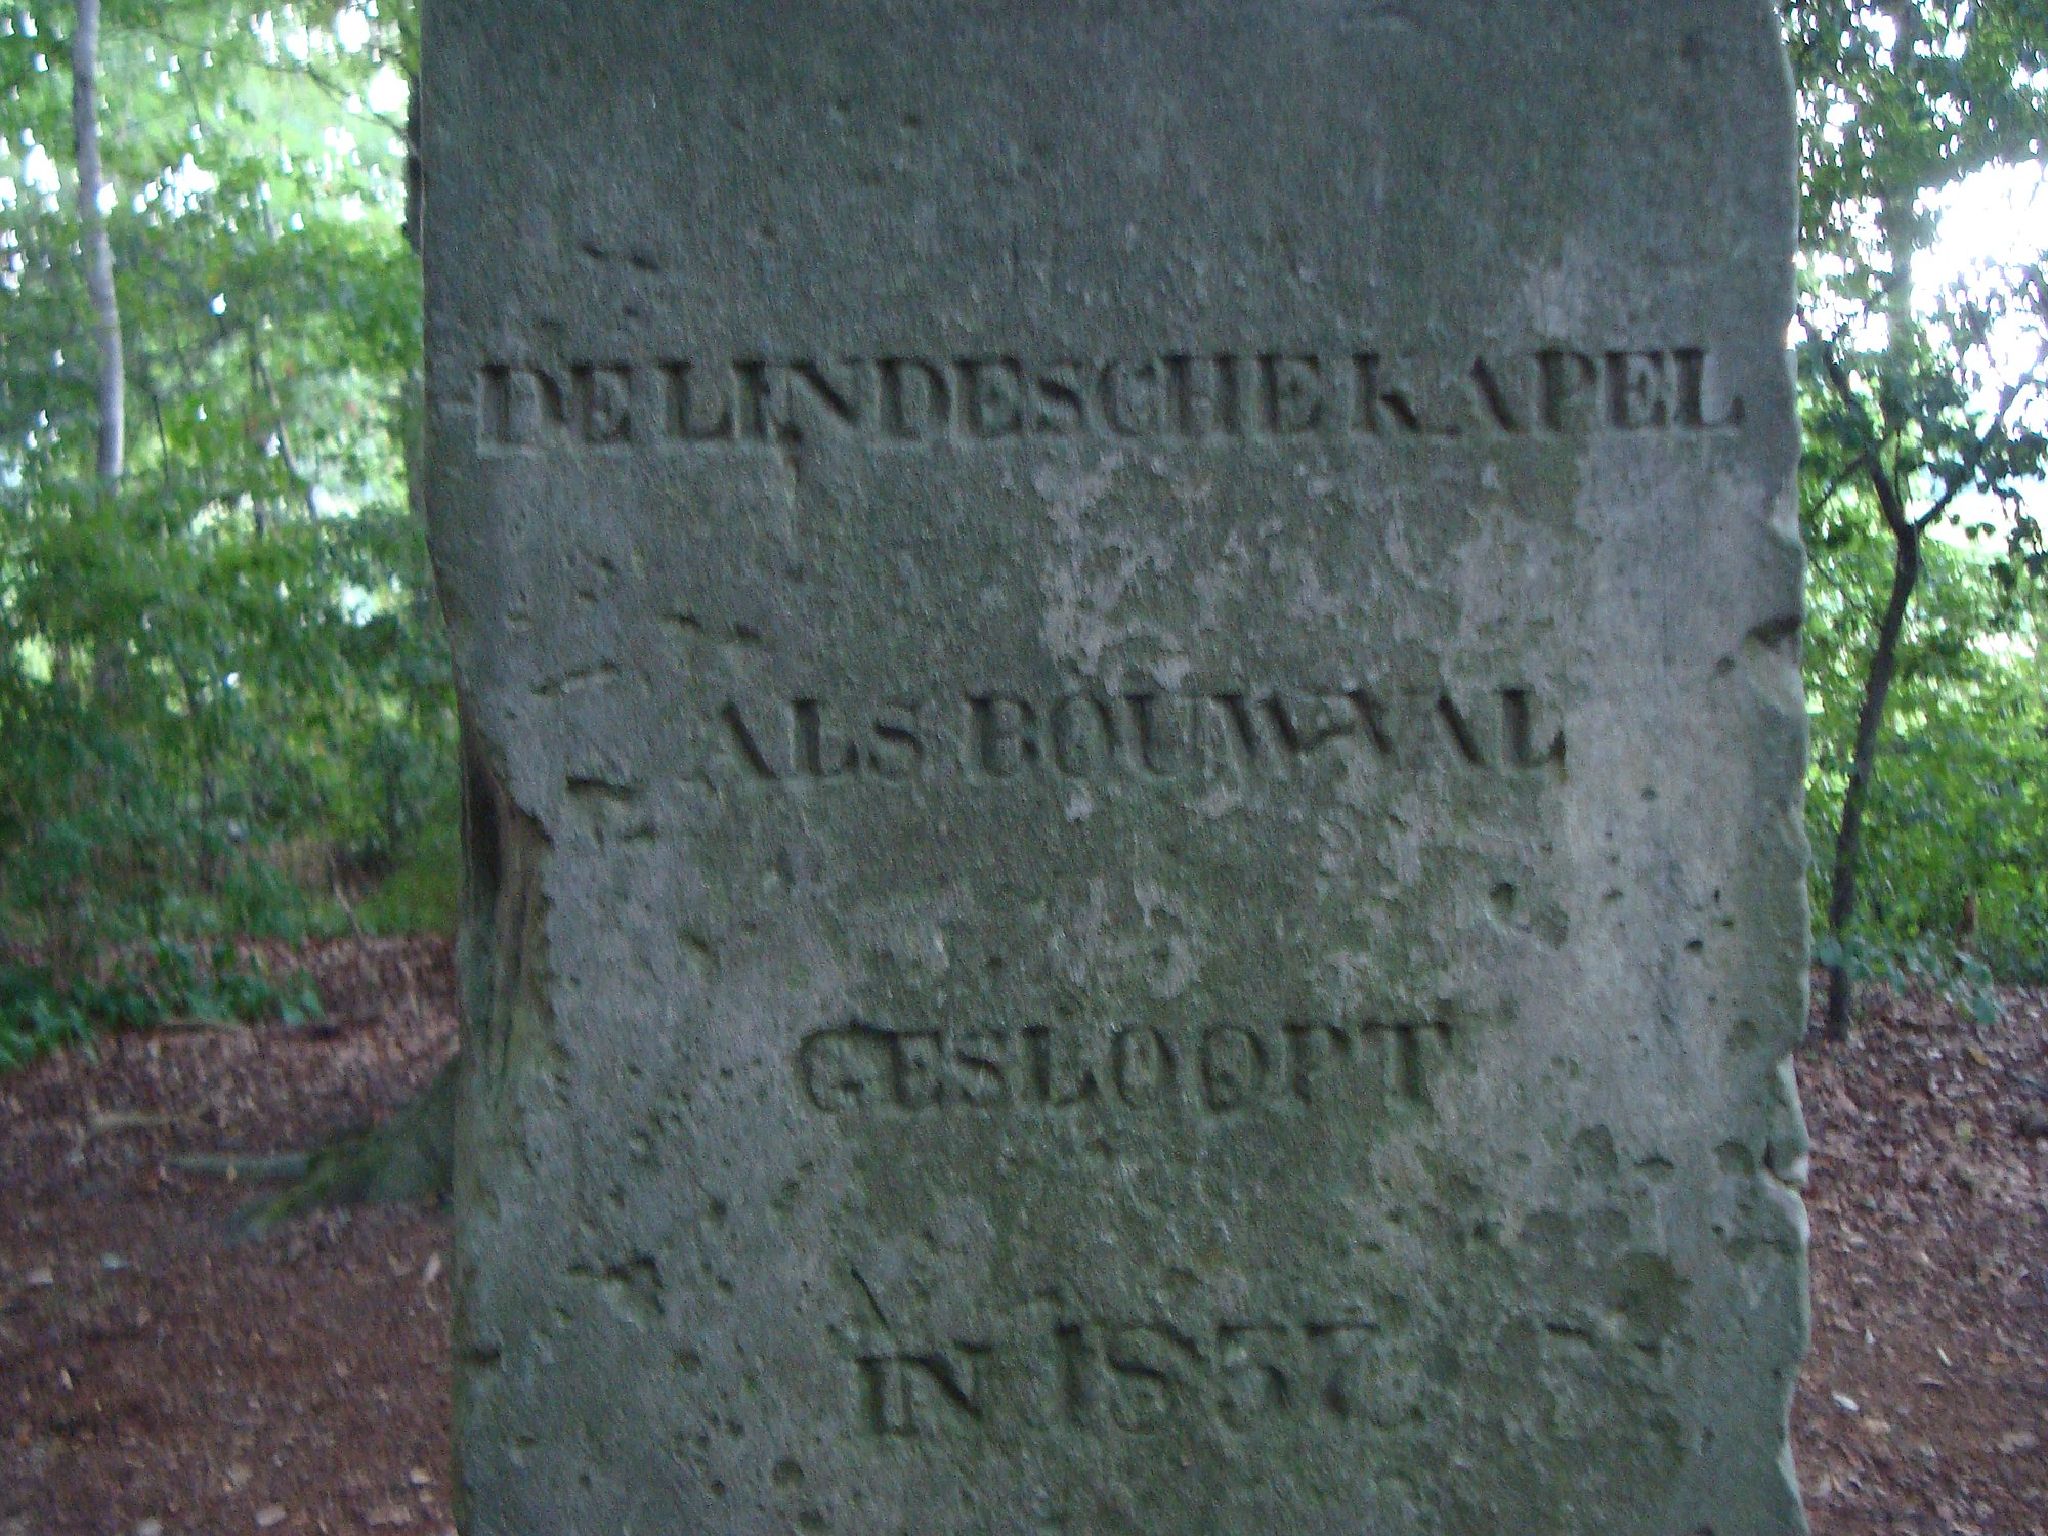 DE LINDESCHE KAPEL
ALS BOUWVAL
GESLOOPT
IN